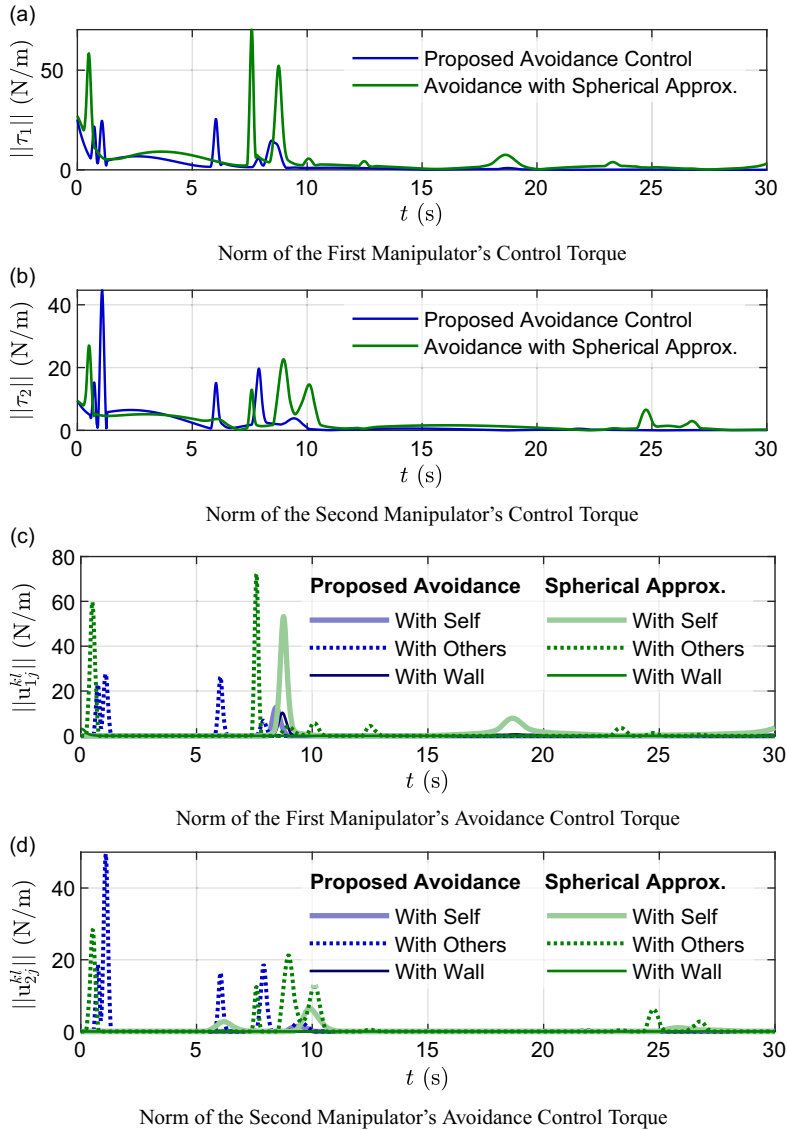 (a)
||τ₁|| (N/m)
50
0
Proposed Avoidance Control
Avoidance with Spherical Approx.
0 5 10 15 20 25 30
t (s)
Norm of the First Manipulator's Control Torque
(b)
||τ₂|| (N/m)
40
20
0
Proposed Avoidance Control
Avoidance with Spherical Approx.
0 5 10 15 20 25 30
t (s)
Norm of the Second Manipulator's Control Torque
(c)
||u₁ⱼᵏˡ|| (N/m)
80
60
40
20
0
Proposed Avoidance Spherical Approx.
With Self With Self
With Others With Others
With Wall With Wall
0 5 10 15 20 25 30
t (s)
Norm of the First Manipulator's Avoidance Control Torque
(d)
||u₂ⱼᵏˡ|| (N/m)
40
20
0
Proposed Avoidance Spherical Approx.
With Self With Self
With Others With Others
With Wall With Wall
0 5 10 15 20 25 30
t (s)
Norm of the Second Manipulator's Avoidance Control Torque